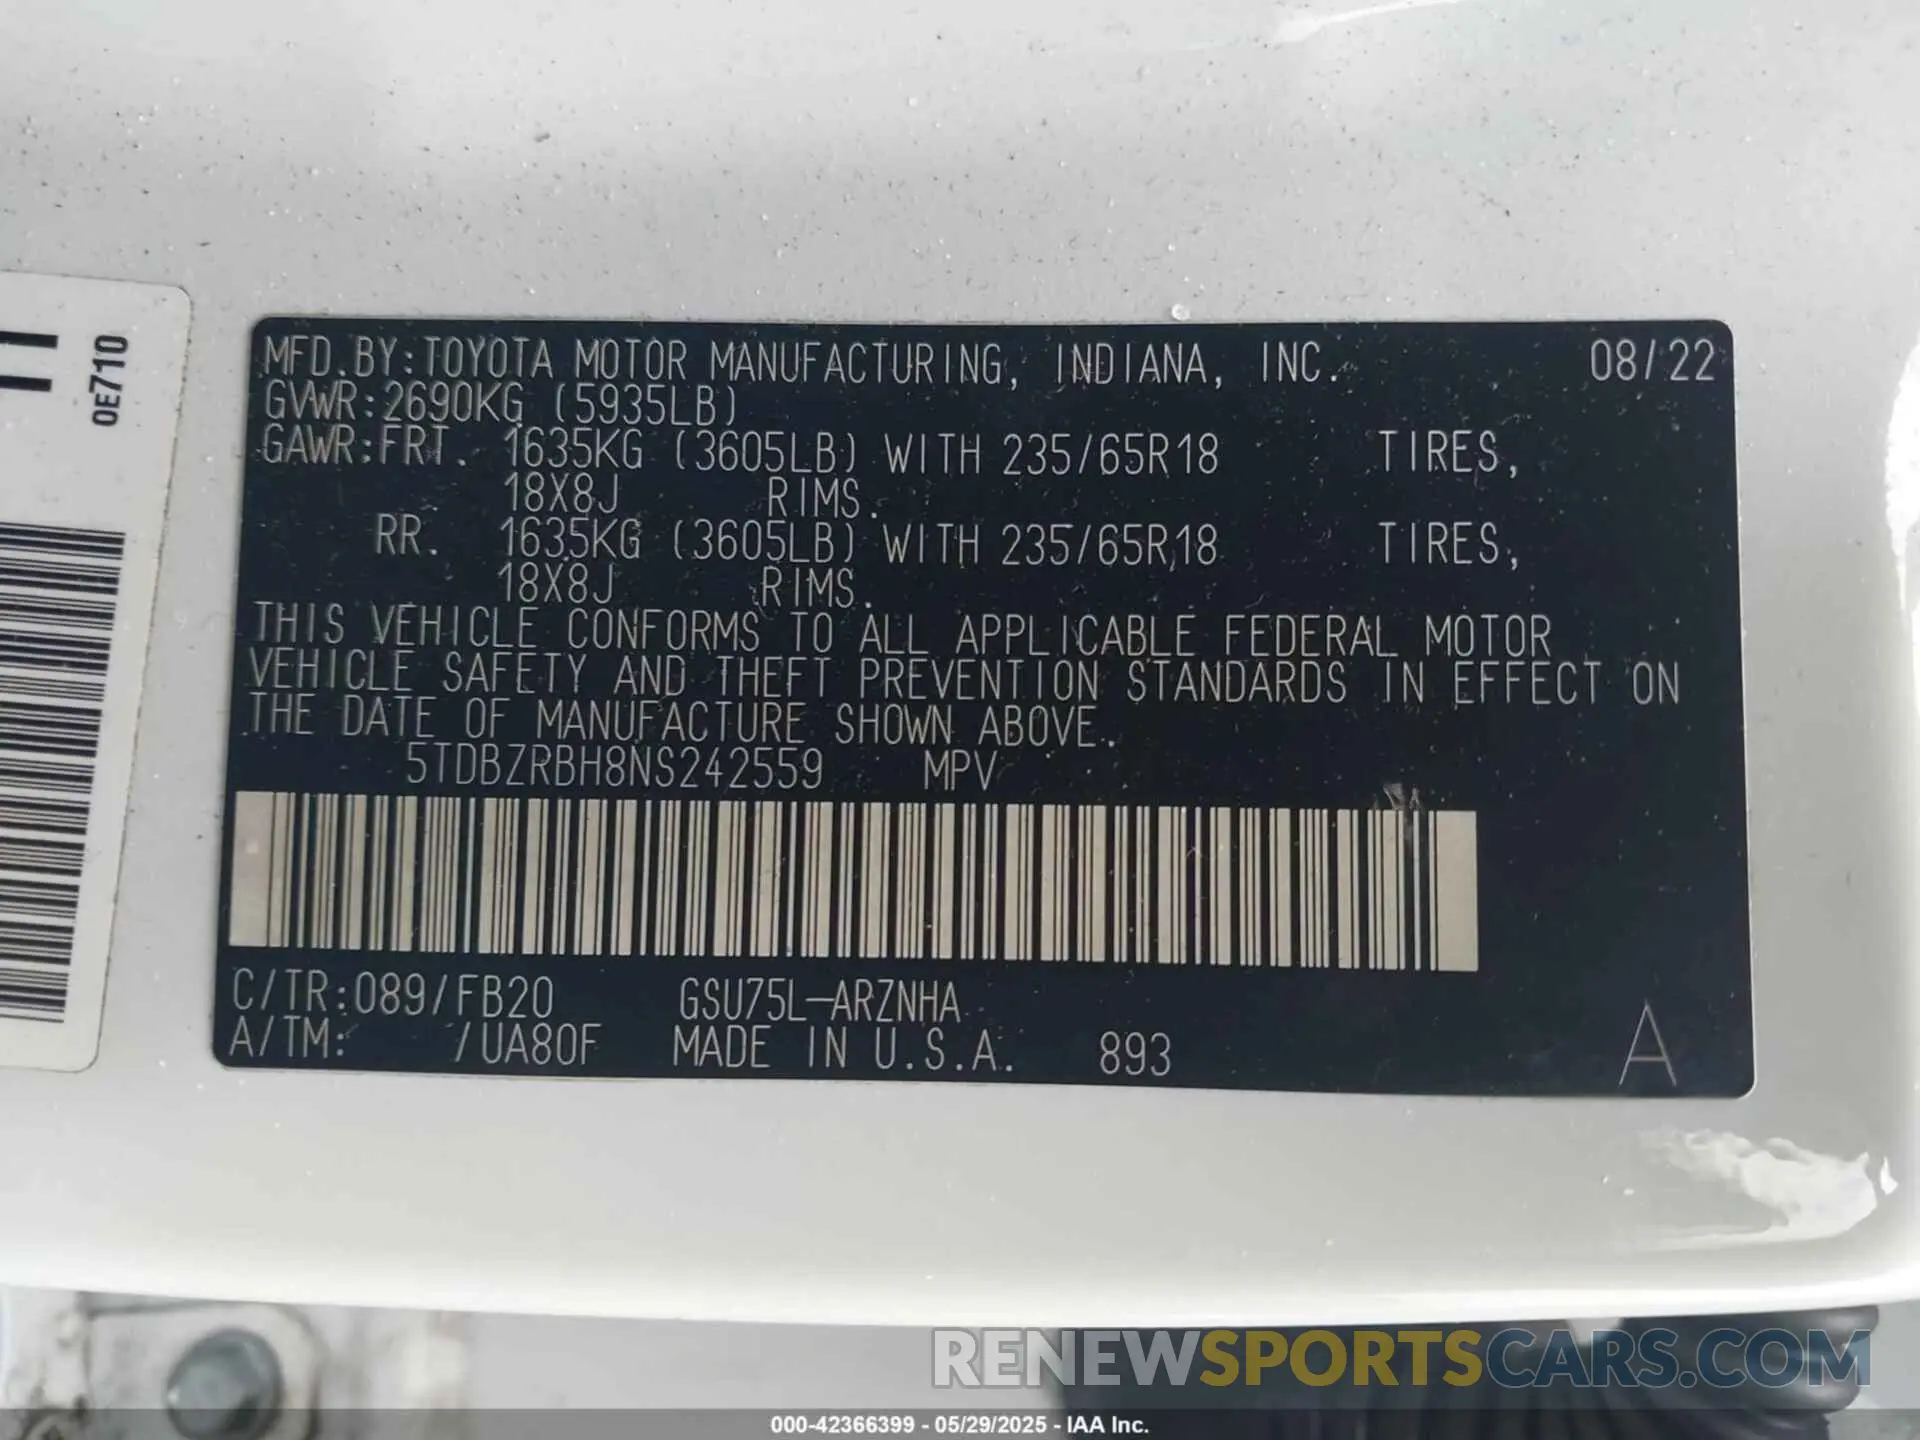 MFD.BY:TOYOTA MOTOR MANUFACTURING, INDIANA, INC. 08/22
GVWR:2690KG (5935LB)
GAWR:FRT. 1635KG (3605LB) WITH 235/65R18 TIRES,
18X8J RIMS.
RR. 1635KG (3605LB) WITH 235/65R18 TIRES,
18X8J RIMS.
THIS VEHICLE CONFORMS TO ALL APPLICABLE FEDERAL MOTOR
VEHICLE SAFETY AND THEFT PREVENTION STANDARDS IN EFFECT ON
THE DATE OF MANUFACTURE SHOWN ABOVE.
5TDBZRBH8NS242559 MPV
C/TR:089/FB20 GSU75L-ARZNHA
A/TM: /UA80F MADE IN U.S.A. 893 A
0E710
RENEWSPORTSCARS.COM
000-42366399 - 05/29/2025 - IAA Inc.